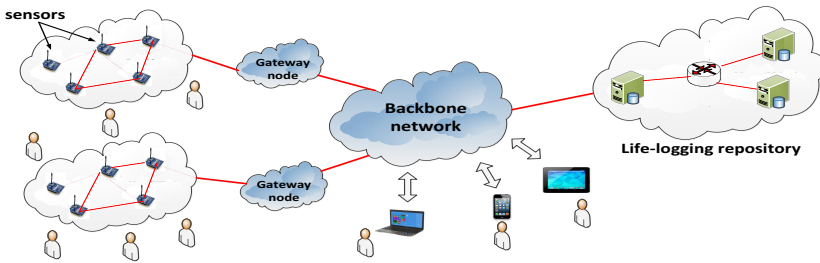 sensors
Gateway
node
Backbone
network
Life-logging repository
Gateway
node